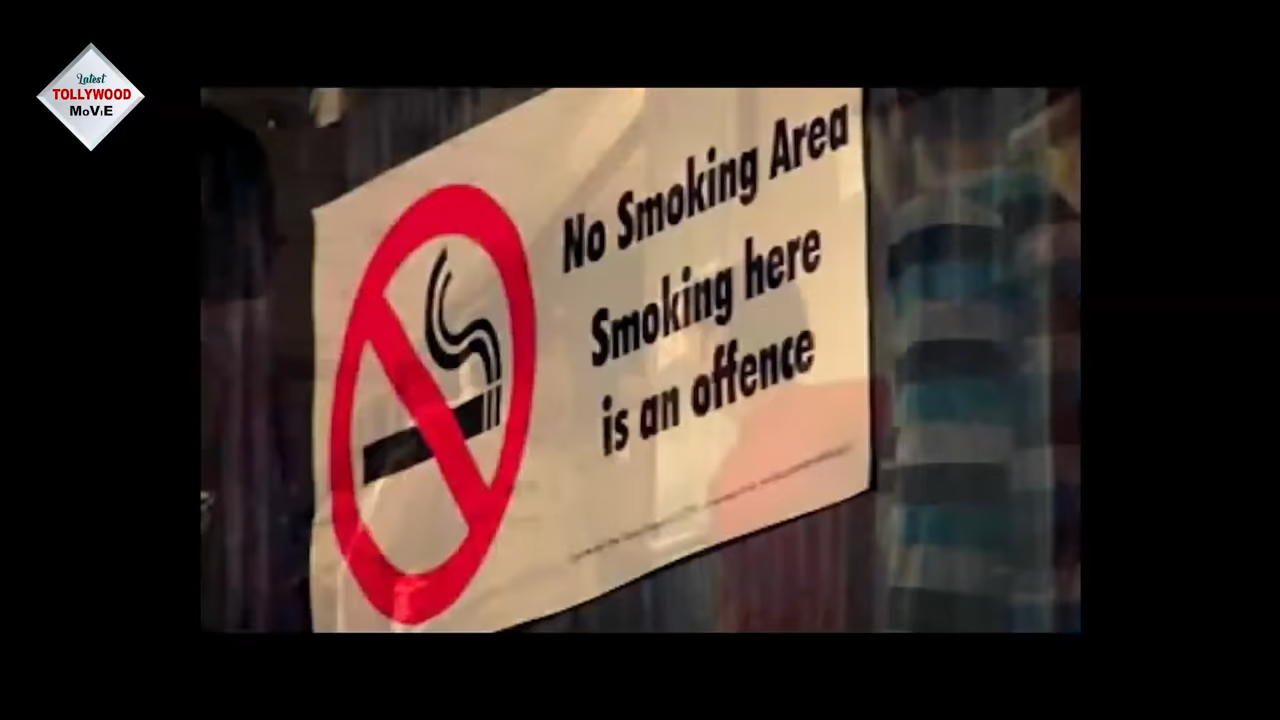 Latest
TOLLYWOOD
MoViE
No Smoking Area
Smoking here
is an offence